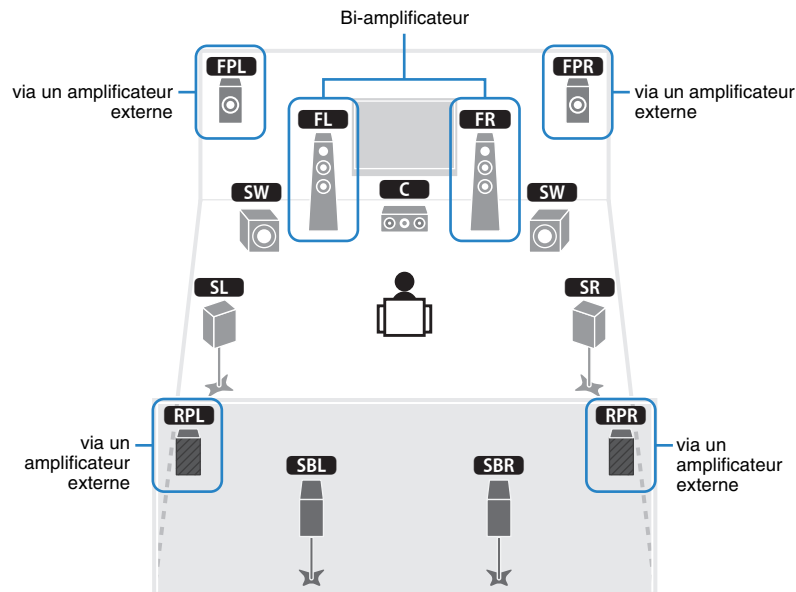 Bi-amplificateur
FPL
FPR
via un amplificateur
externe
via un amplificateur
externe
FL
FR
SW
C
SW
SL
SR
RPL
RPR
via un
amplificateur
externe
via un
amplificateur
externe
SBL
SBR